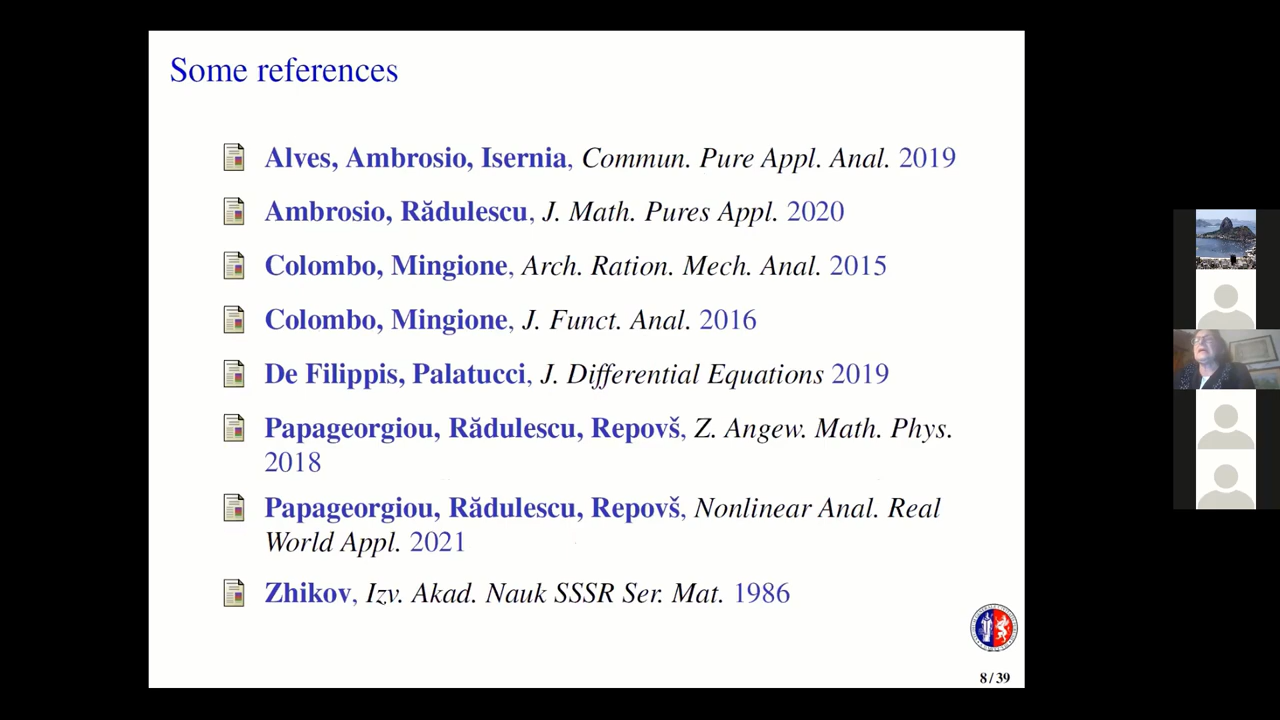 Some references
Alves, Ambrosio, Isernia, Commun. Pure Appl. Anal. 2019
Ambrosio, Rădulescu, J. Math. Pures Appl. 2020
Colombo, Mingione, Arch. Ration. Mech. Anal. 2015
Colombo, Mingione, J. Funct. Anal. 2016
De Filippis, Palatucci, J. Differential Equations 2019
Papageorgiou, Rădulescu, Repovš, Z. Angew. Math. Phys.
2018
Papageorgiou, Rădulescu, Repovš, Nonlinear Anal. Real
World Appl. 2021
Zhikov, Izv. Akad. Nauk SSSR Ser. Mat. 1986
8 / 39